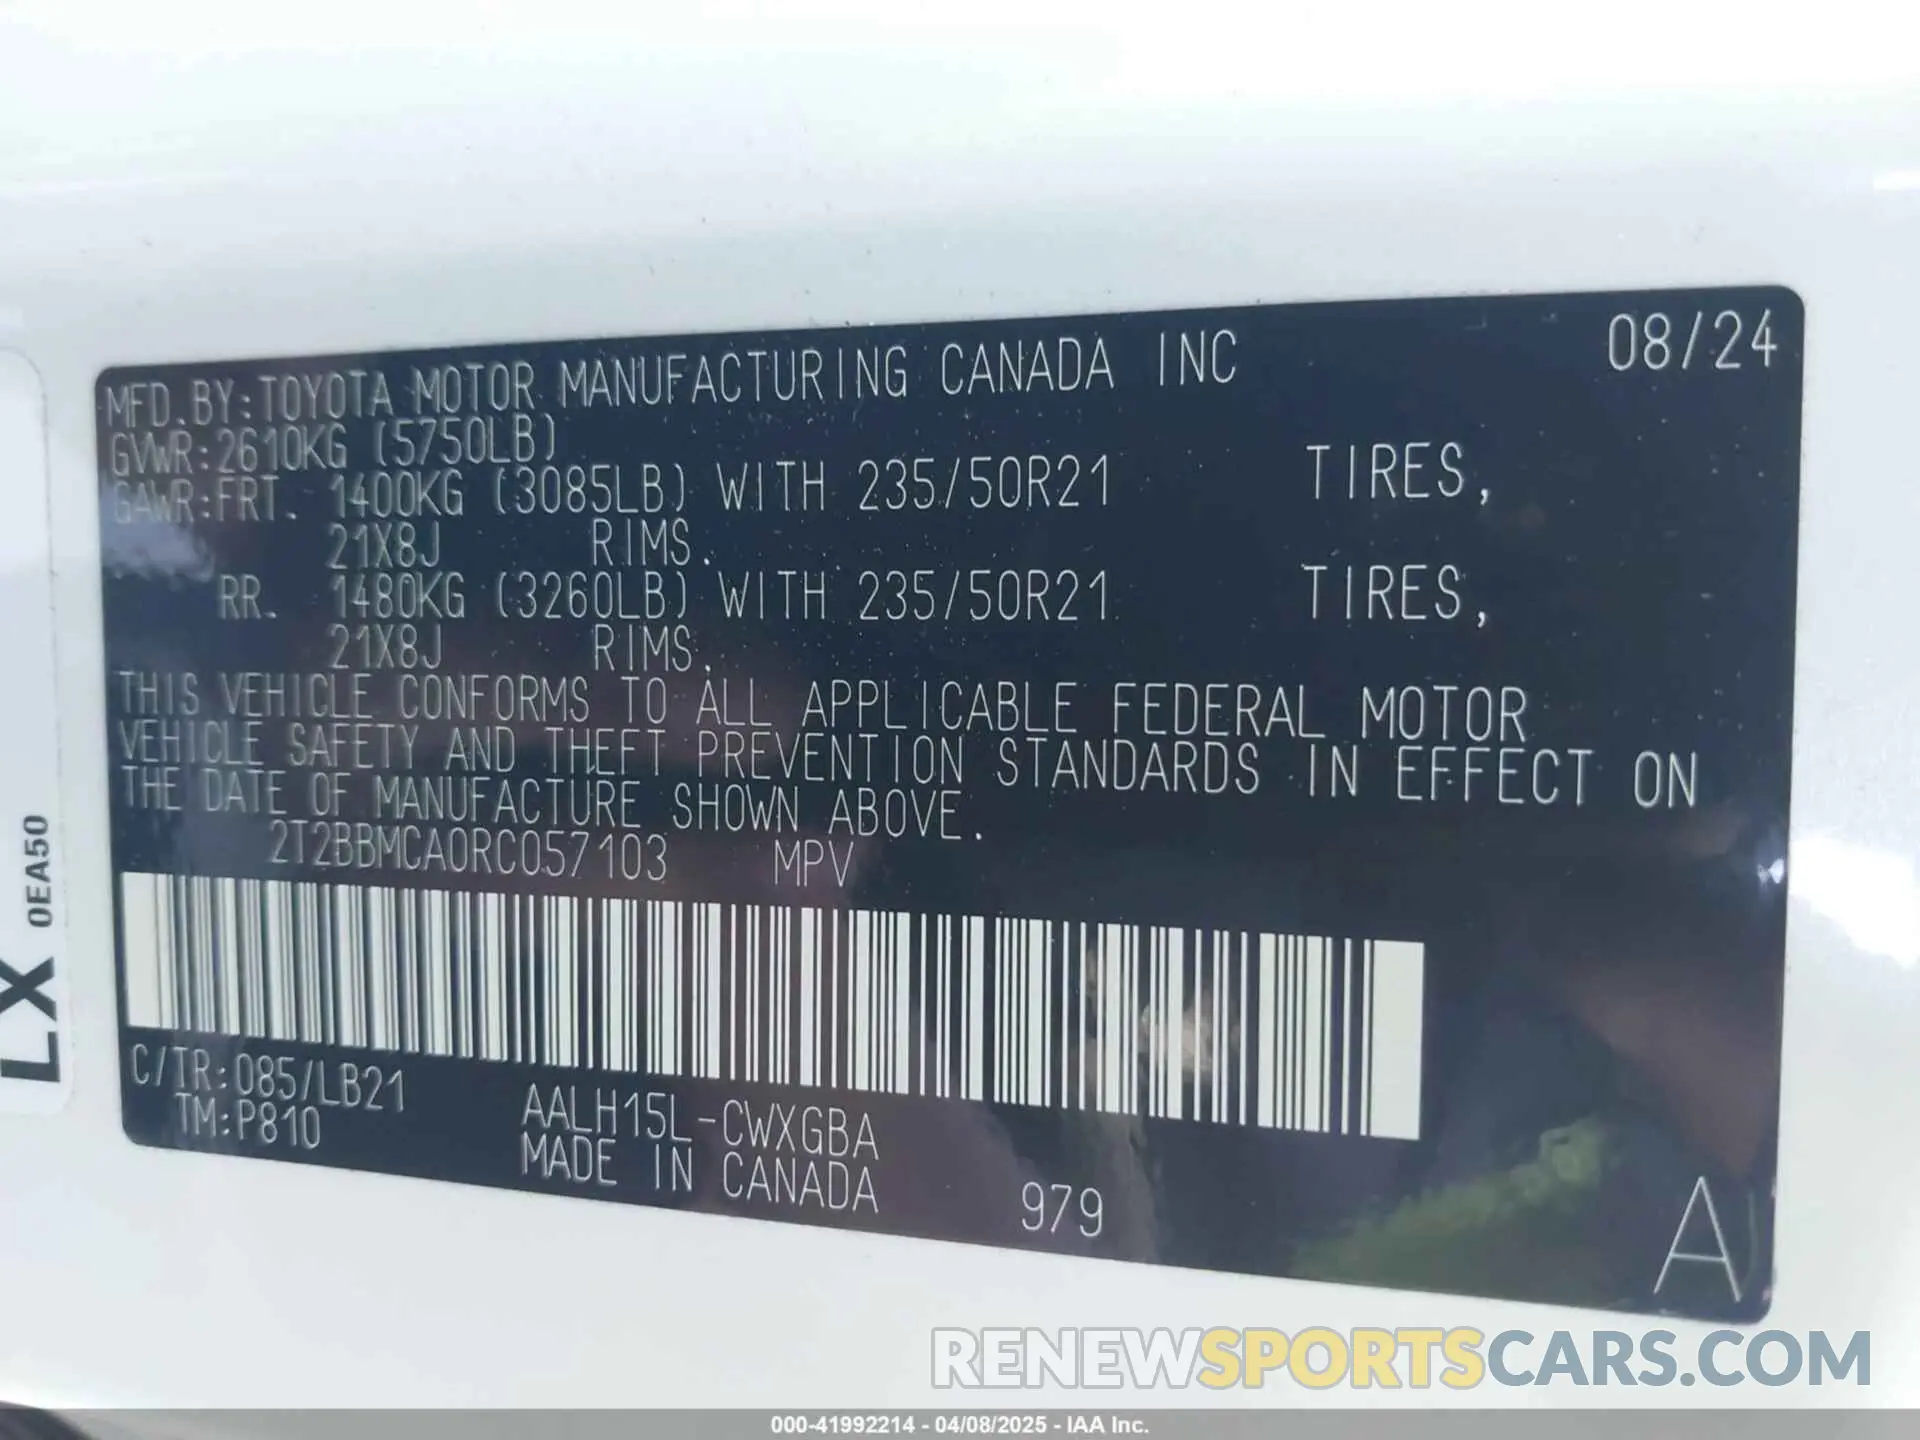 08/24
MFD.BY:TOYOTA MOTOR MANUFACTURING CANADA INC
GVWR:2610KG (5750LB)
GAWR:FRT. 1400KG (3085LB) WITH 235/50R21 TIRES,
21X8J RIMS.
RR. 1480KG (3260LB) WITH 235/50R21 TIRES,
21X8J RIMS.
THIS VEHICLE CONFORMS TO ALL APPLICABLE FEDERAL MOTOR
VEHICLE SAFETY AND THEFT PREVENTION STANDARDS IN EFFECT ON
THE DATE OF MANUFACTURE SHOWN ABOVE.
2T2BBMCA0RC057103 MPV
C/TR:085/LB21 AALH15L-CWXGBA
TM:P810 MADE IN CANADA 979
A
LX 0EA50
RENEWSPORTSCARS.COM
000-41992214 - 04/08/2025 - IAA Inc.